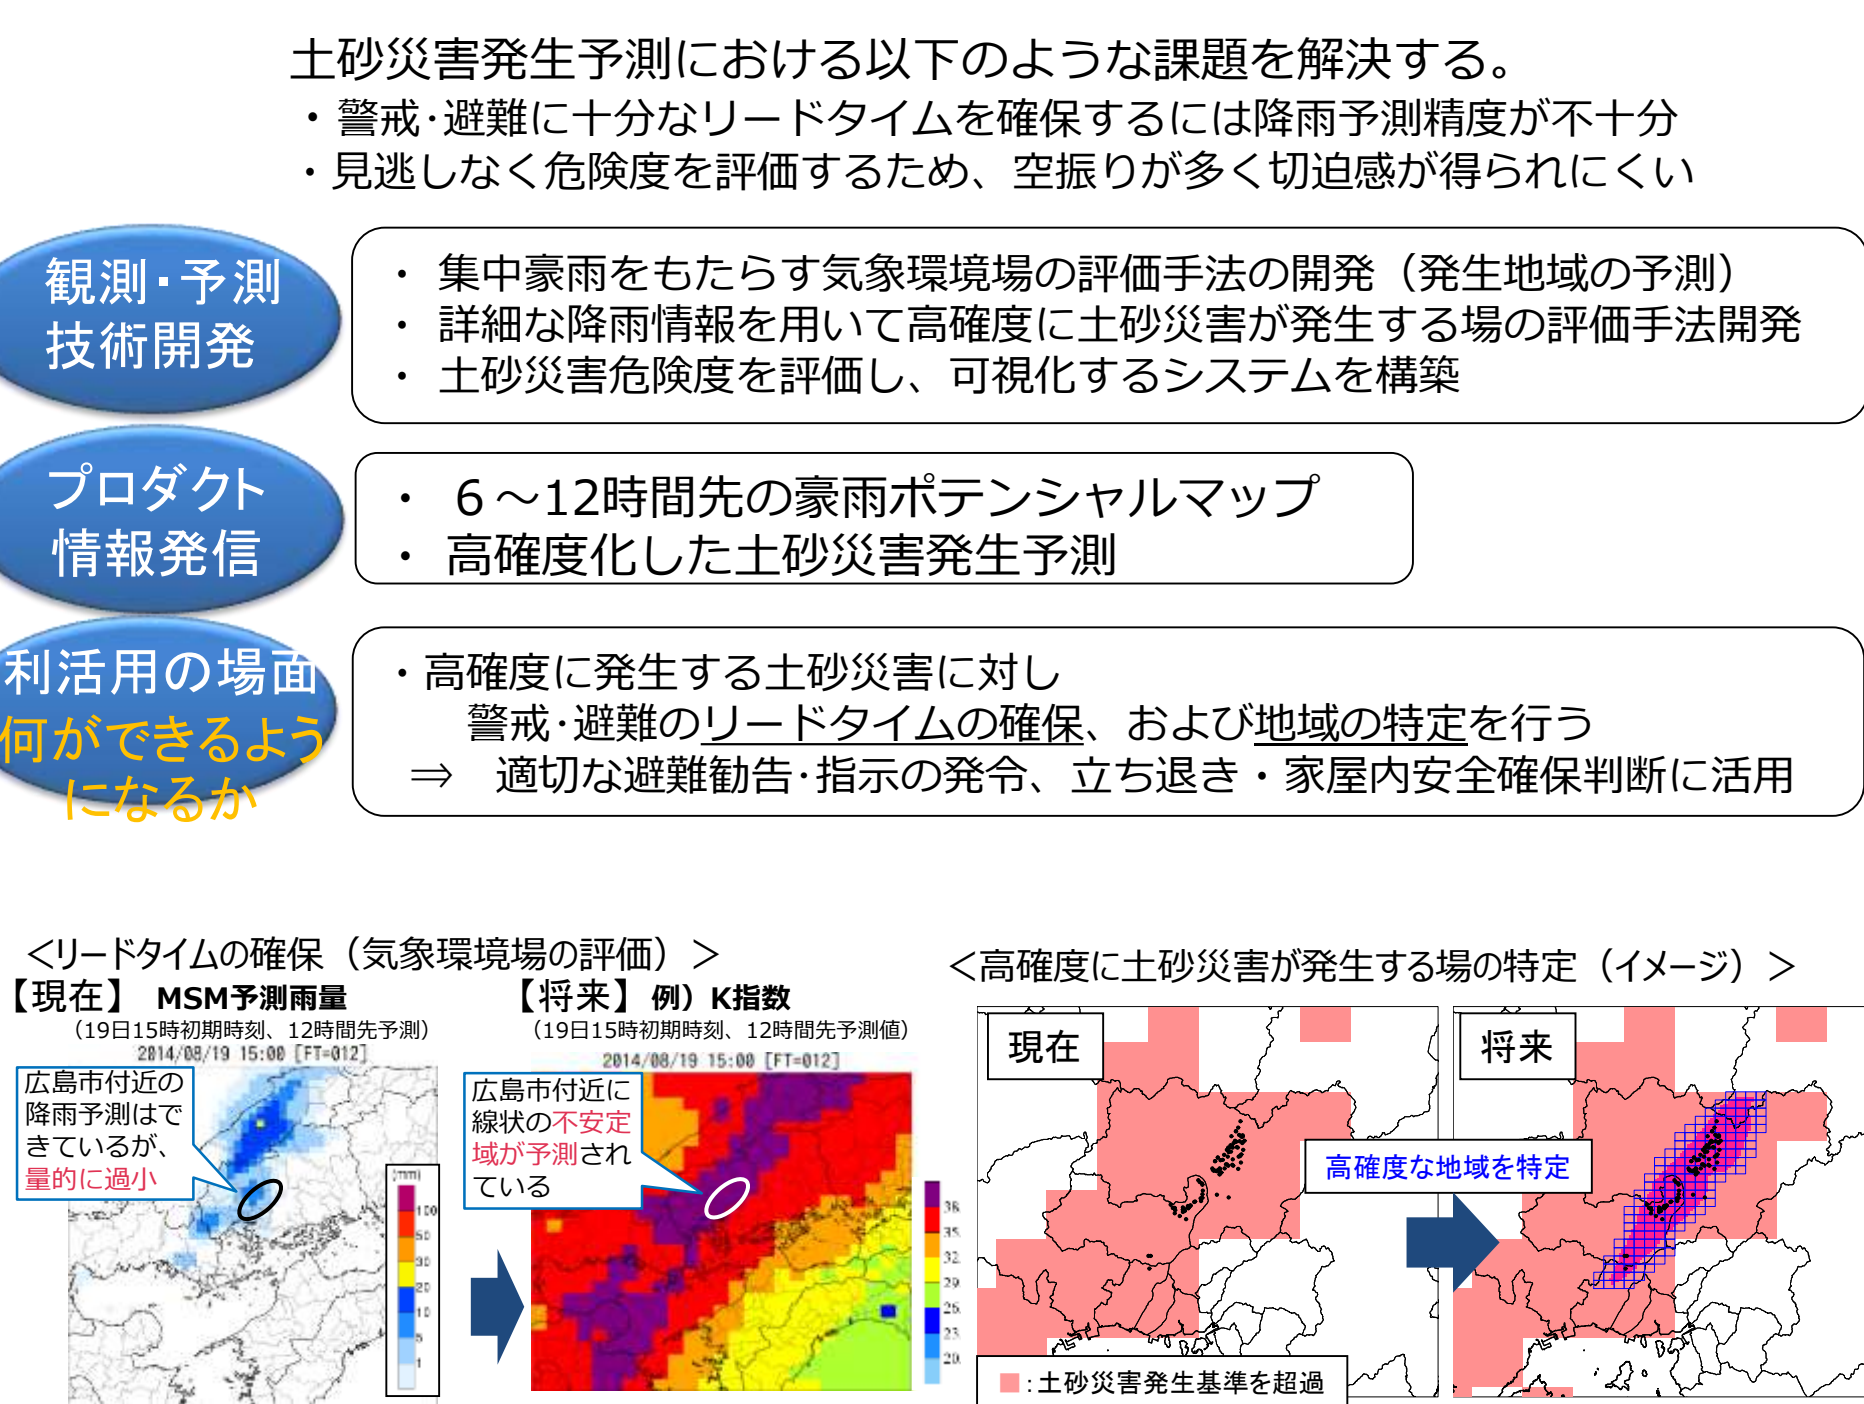 土砂災害発生予測における以下のような課題を解決する。
・警戒･避難に十分なリードタイムを確保するには降雨予測精度が不十分
・見逃しなく危険度を評価するため、空振りが多く切迫感が得られにくい
観測･予測
技術開発
・ 集中豪雨をもたらす気象環境場の評価手法の開発（発生地域の予測）
・ 詳細な降雨情報を用いて高確度に土砂災害が発生する場の評価手法開発
・ 土砂災害危険度を評価し、可視化するシステムを構築
プロダクト
情報発信
・ ６～12時間先の豪雨ポテンシャルマップ
・ 高確度化した土砂災害発生予測
利活用の場面
何ができるよう
になるか
・高確度に発生する土砂災害に対し
警戒･避難のリードタイムの確保、および地域の特定を行う
⇒ 適切な避難勧告･指示の発令、立ち退き・家屋内安全確保判断に活用
＜リードタイムの確保（気象環境場の評価）＞
【現在】 MSM予測雨量
（19日15時初期時刻、12時間先予測）
2014/08/19 15:00 [FT=012]
広島市付近の
降雨予測はで
きているが、
量的に過小
(mm)
100
50
30
20
10
5
1
【将来】例）K指数
（19日15時初期時刻、12時間先予測値）
2014/08/19 15:00 [FT=012]
広島市付近に
線状の不安定
域が予測され
ている
38.
35.
32.
29.
26.
23.
20.
＜高確度に土砂災害が発生する場の特定（イメージ）＞
現在
将来
高確度な地域を特定
■：土砂災害発生基準を超過